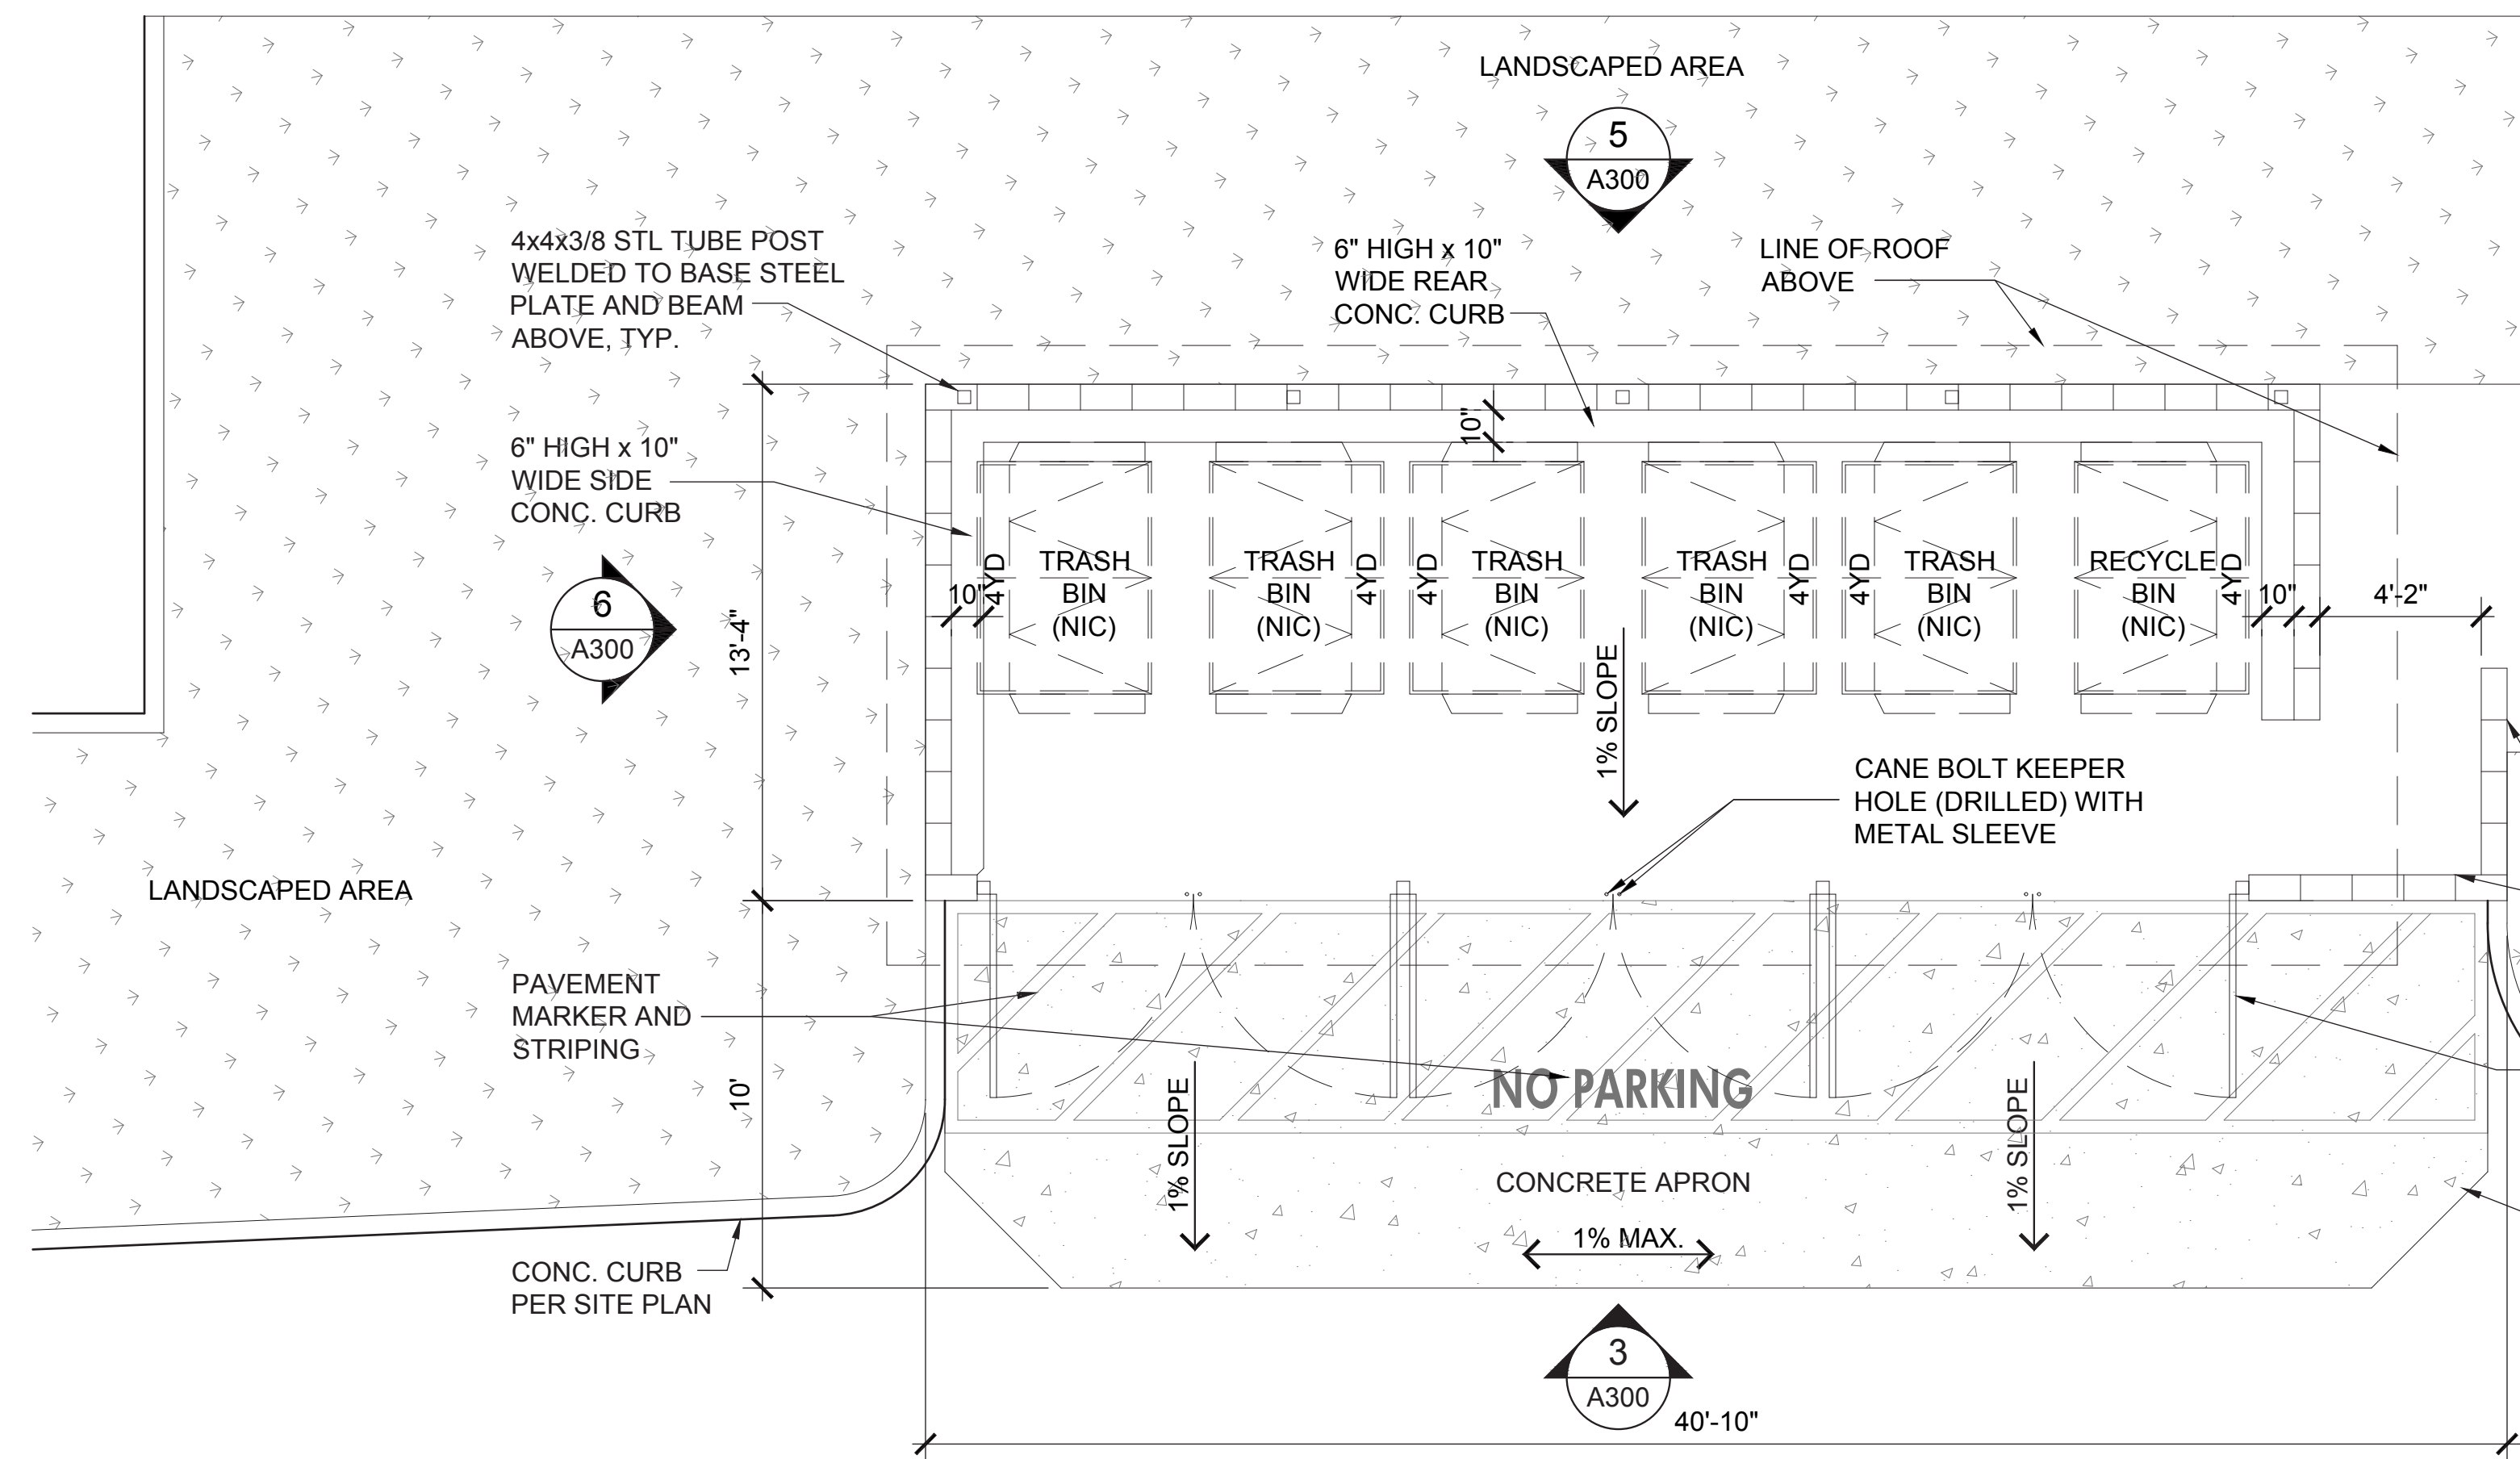 LANDSCAPED AREA
5
A300
4x4x3/8 STL TUBE POST
WELDED TO BASE STEEL
PLATE AND BEAM
ABOVE, TYP.
6" HIGH x 10"
WIDE REAR
CONC. CURB
LINE OF ROOF
ABOVE
10"
6" HIGH x 10"
WIDE SIDE
CONC. CURB
6
A300
13'-4"
10"
4YD
TRASH
BIN
(NIC)
TRASH
BIN
(NIC)
4YD
4YD
TRASH
BIN
(NIC)
TRASH
BIN
(NIC)
4YD
4YD
TRASH
BIN
(NIC)
RECYCLE
BIN
(NIC)
4YD
10"
4'-2"
1% SLOPE
CANE BOLT KEEPER
HOLE (DRILLED) WITH
METAL SLEEVE
LANDSCAPED AREA
PAVEMENT
MARKER AND
STRIPING
10'
NO PARKING
1% SLOPE
1% SLOPE
CONCRETE APRON
1% MAX.
CONC. CURB
PER SITE PLAN
3
A300
40'-10"